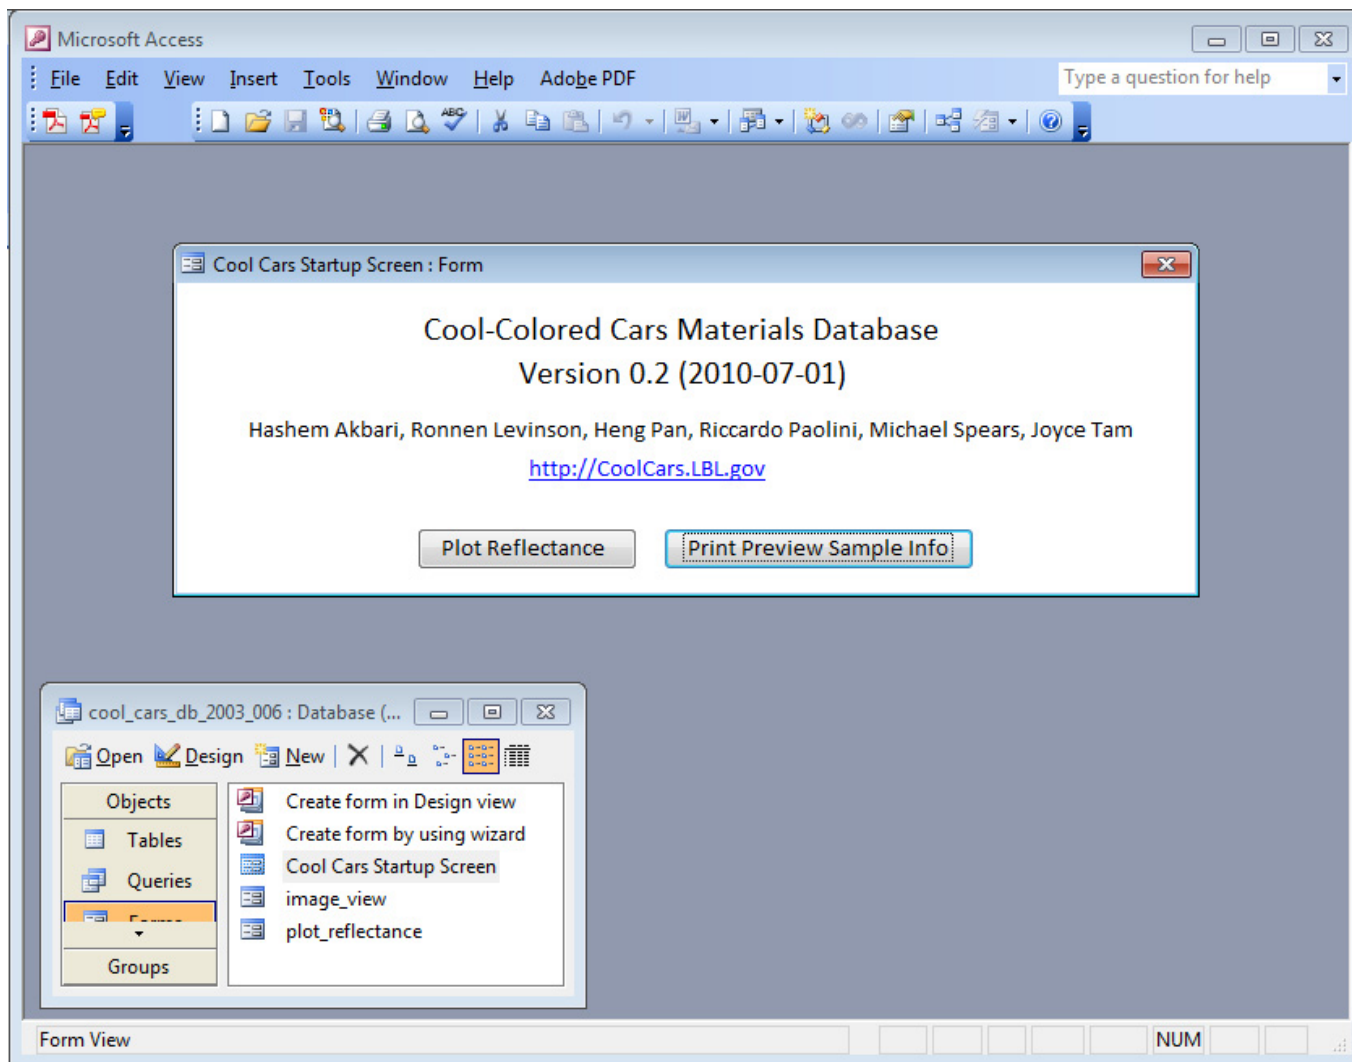 Microsoft Access
File Edit View Insert Tools Window Help Adobe PDF Type a question for help
ABC
W
Cool Cars Startup Screen : Form
Cool-Colored Cars Materials Database
Version 0.2 (2010-07-01)
Hashem Akbari, Ronnen Levinson, Heng Pan, Riccardo Paolini, Michael Spears, Joyce Tam
http://CoolCars.LBL.gov
Plot Reflectance Print Preview Sample Info
cool_cars_db_2003_006 : Database (...
Open Design New
Objects
Tables
Queries
Forms
Groups
Create form in Design view
Create form by using wizard
Cool Cars Startup Screen
image_view
plot_reflectance
Form View NUM